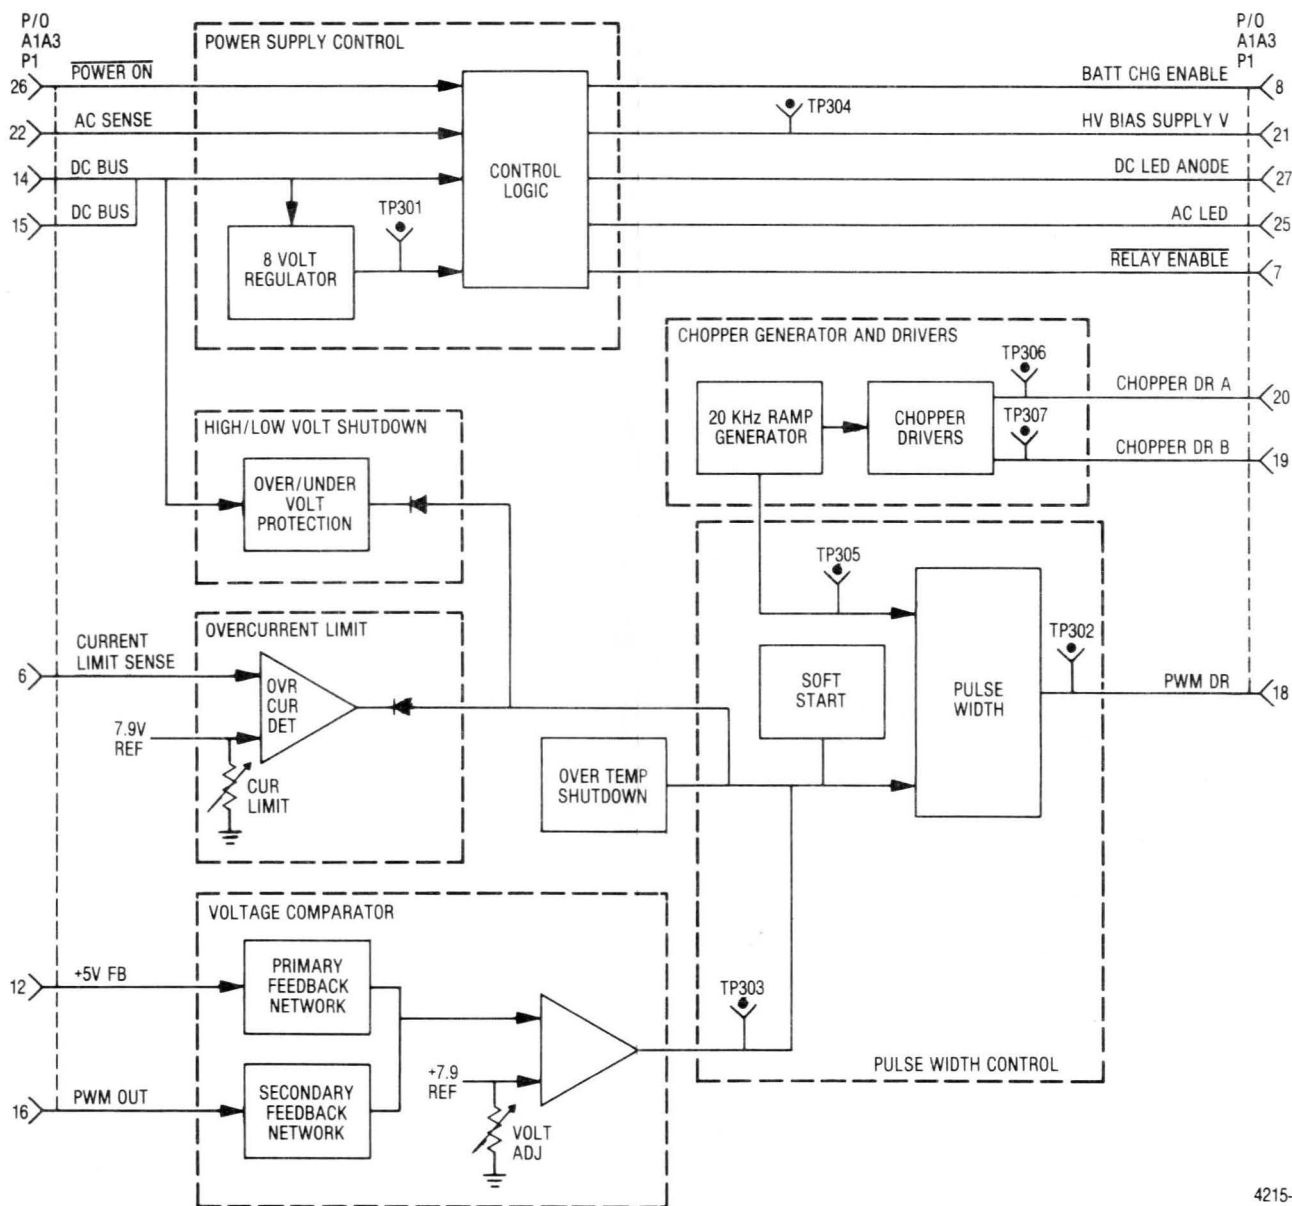 P/O
A1A3
P1
P/O
A1A3
P1
POWER SUPPLY CONTROL
26
POWER ON
BATT CHG ENABLE
8
TP304
22
AC SENSE
HV BIAS SUPPLY V
21
14
DC BUS
CONTROL
LOGIC
DC LED ANODE
27
15
DC BUS
TP301
AC LED
25
8 VOLT
REGULATOR
RELAY ENABLE
7
CHOPPER GENERATOR AND DRIVERS
TP306
CHOPPER DR A
20
20 KHz RAMP
GENERATOR
CHOPPER
DRIVERS
TP307
CHOPPER DR B
19
HIGH/LOW VOLT SHUTDOWN
OVER/UNDER
VOLT
PROTECTION
TP305
OVERCURRENT LIMIT
6
CURRENT
LIMIT SENSE
OVR
CUR
DET
7.9V
REF
CUR
LIMIT
SOFT
START
PULSE
WIDTH
TP302
PWM DR
18
OVER TEMP
SHUTDOWN
VOLTAGE COMPARATOR
12
+5V FB
PRIMARY
FEEDBACK
NETWORK
TP303
+7.9
REF
PULSE WIDTH CONTROL
16
PWM OUT
SECONDARY
FEEDBACK
NETWORK
VOLT
ADJ
4215-